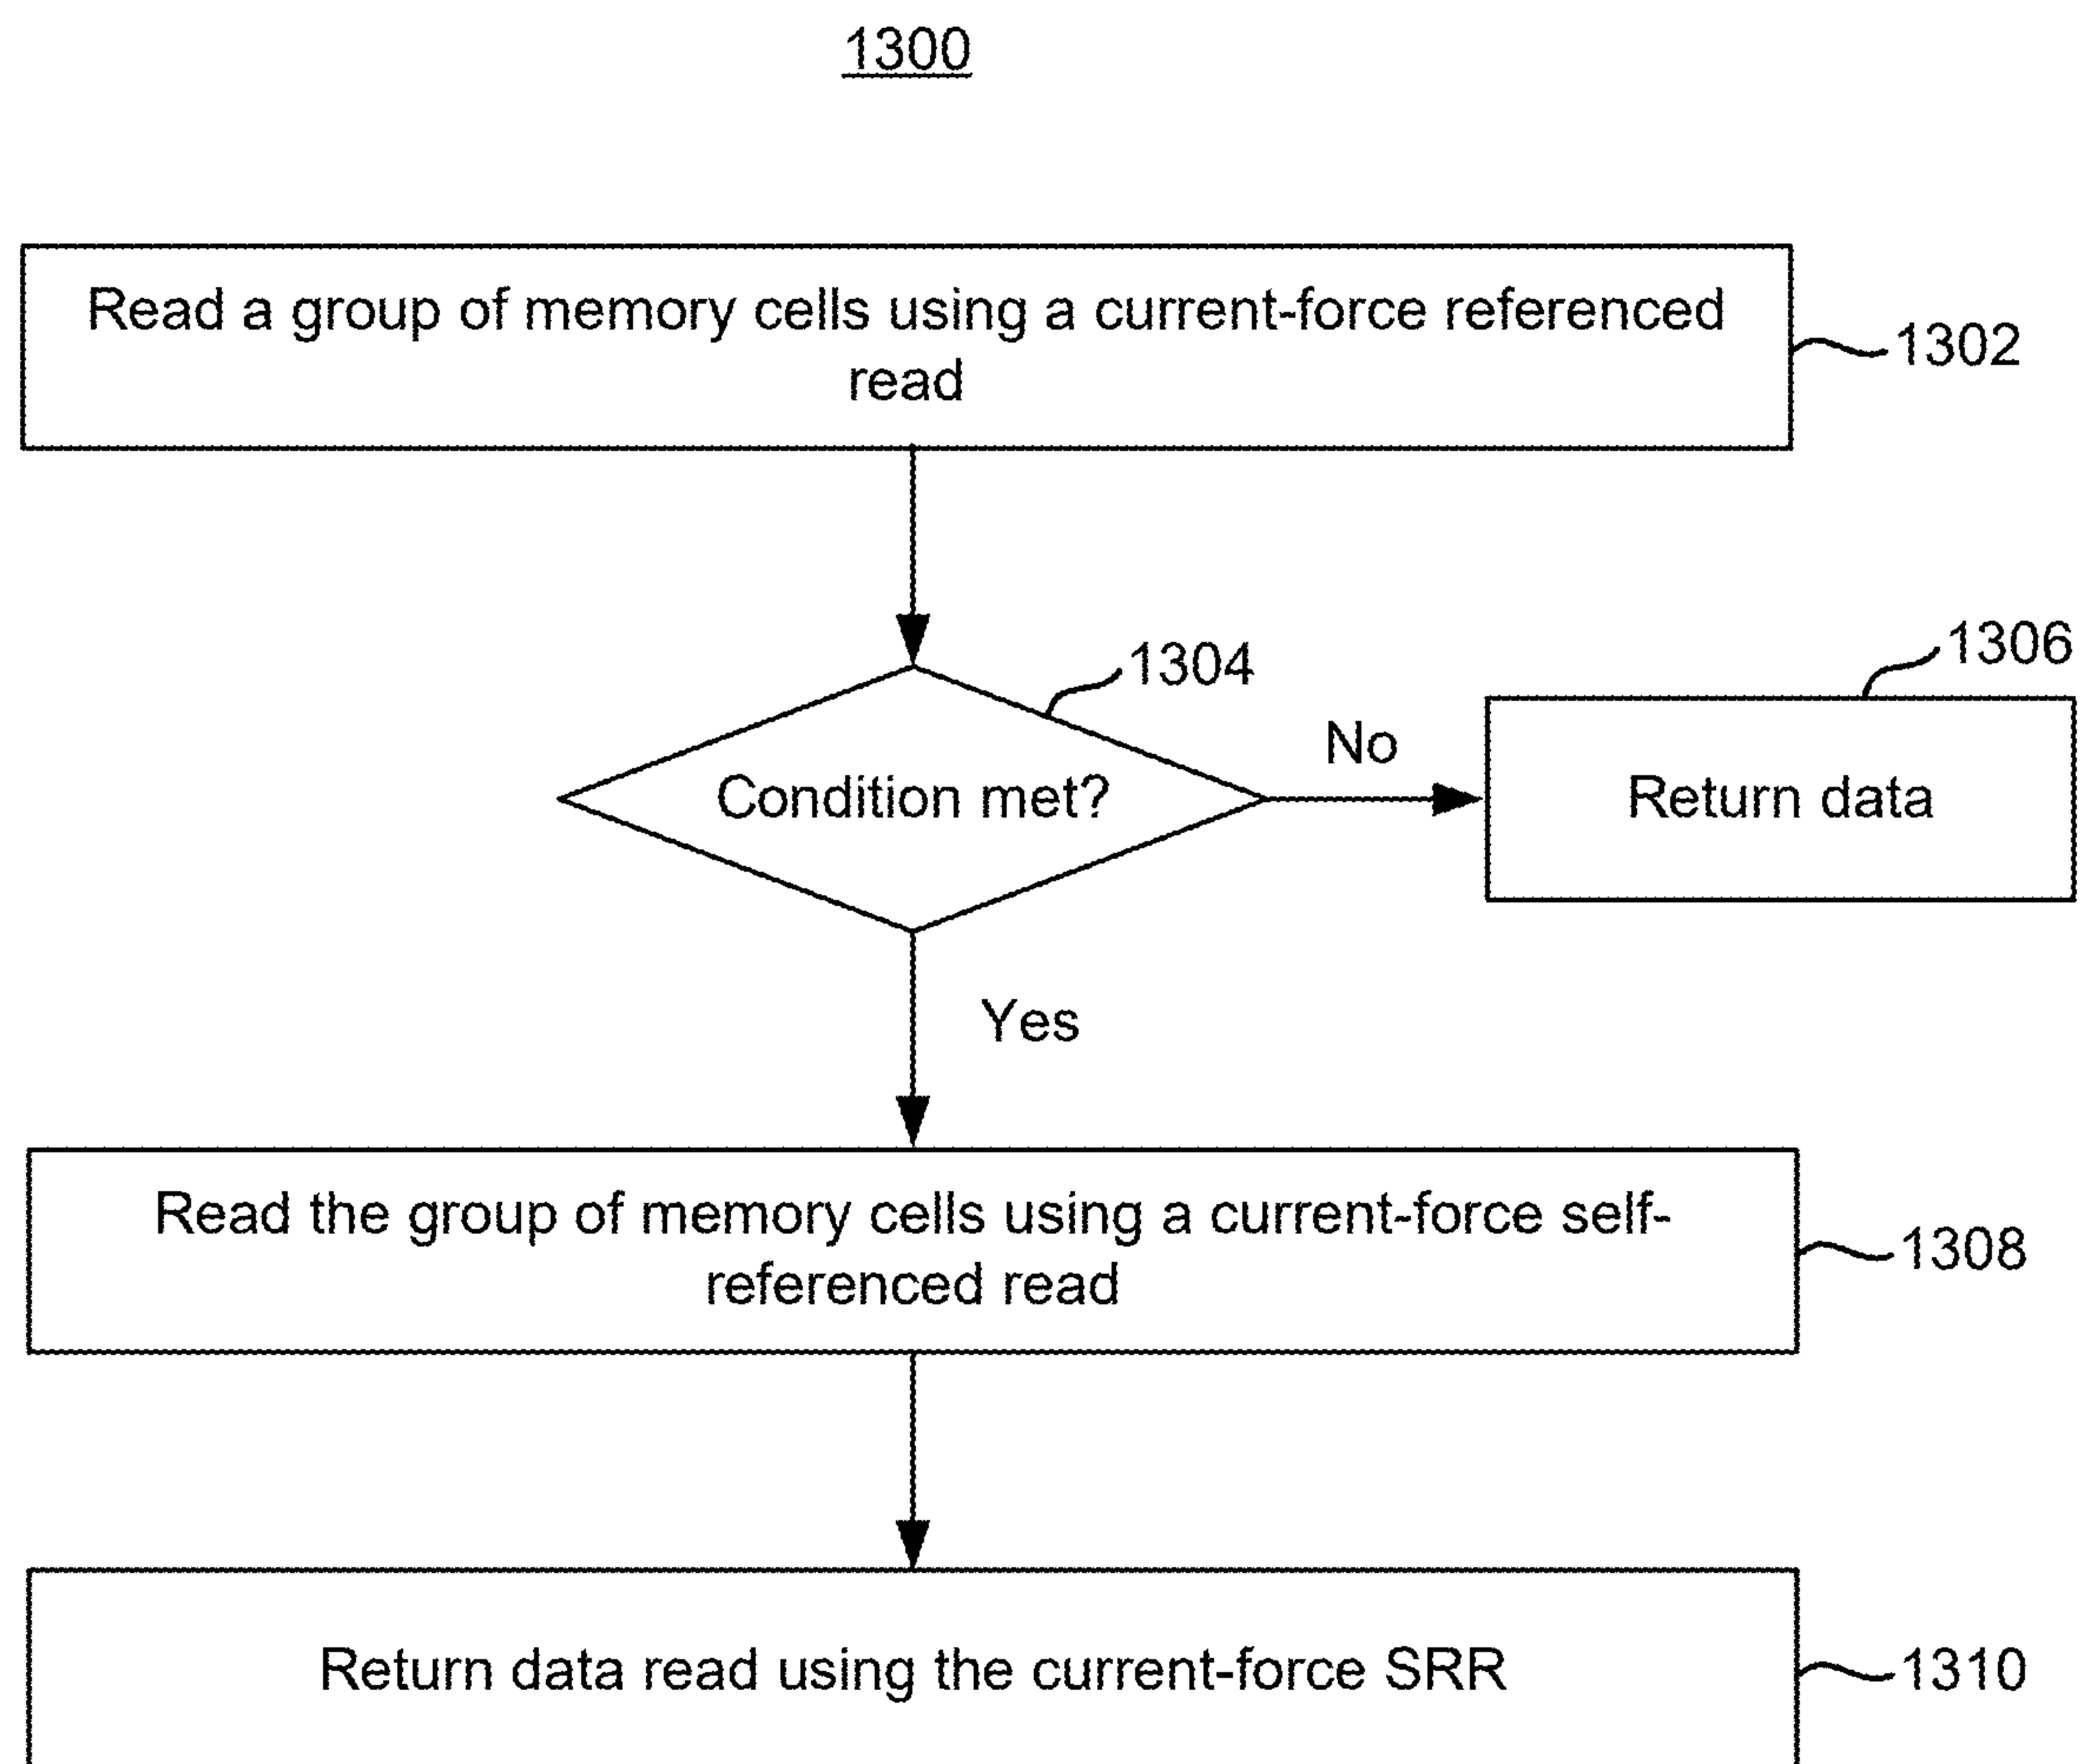 1300
Read a group of memory cells using a current-force referenced
read
1302
1304
1306
Condition met?
No
Return data
Yes
Read the group of memory cells using a current-force self-
referenced read
1308
Return data read using the current-force SRR
1310